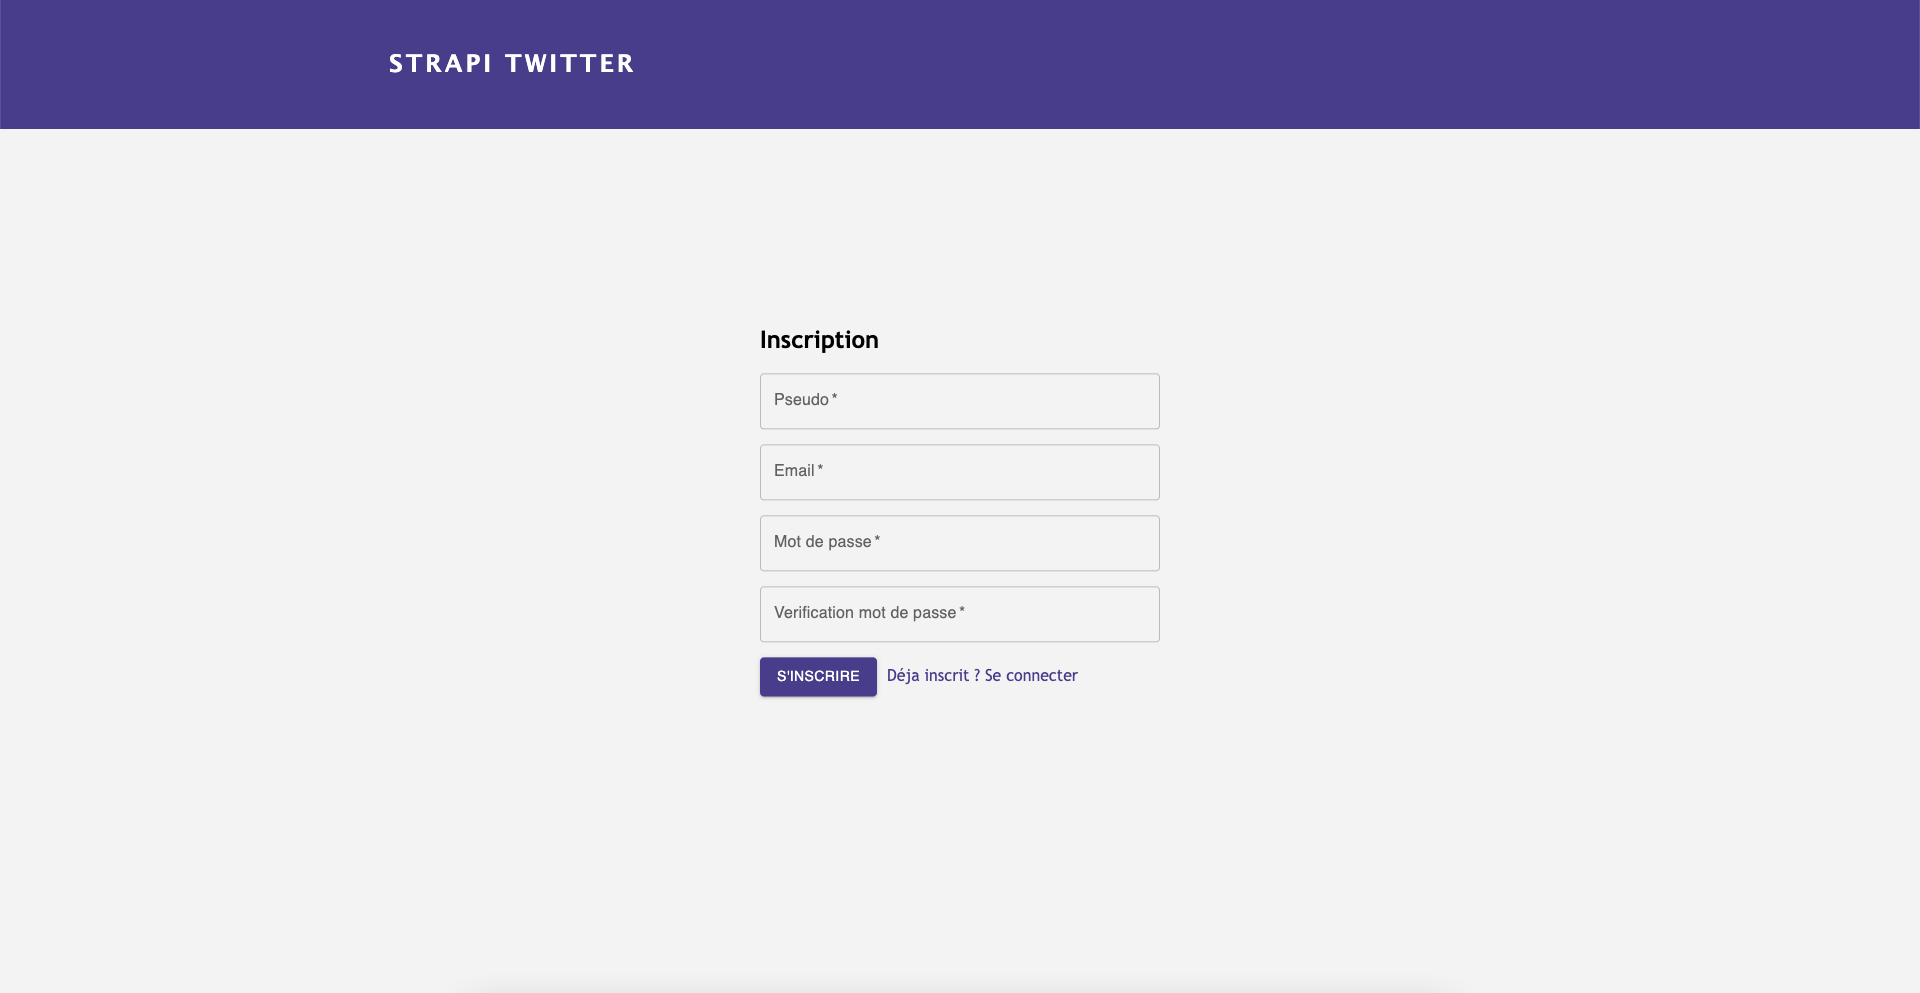 STRAPI TWITTER
Inscription
Pseudo *
Email *
Mot de passe *
Verification mot de passe *
S'INSCRIRE Déja inscrit ? Se connecter